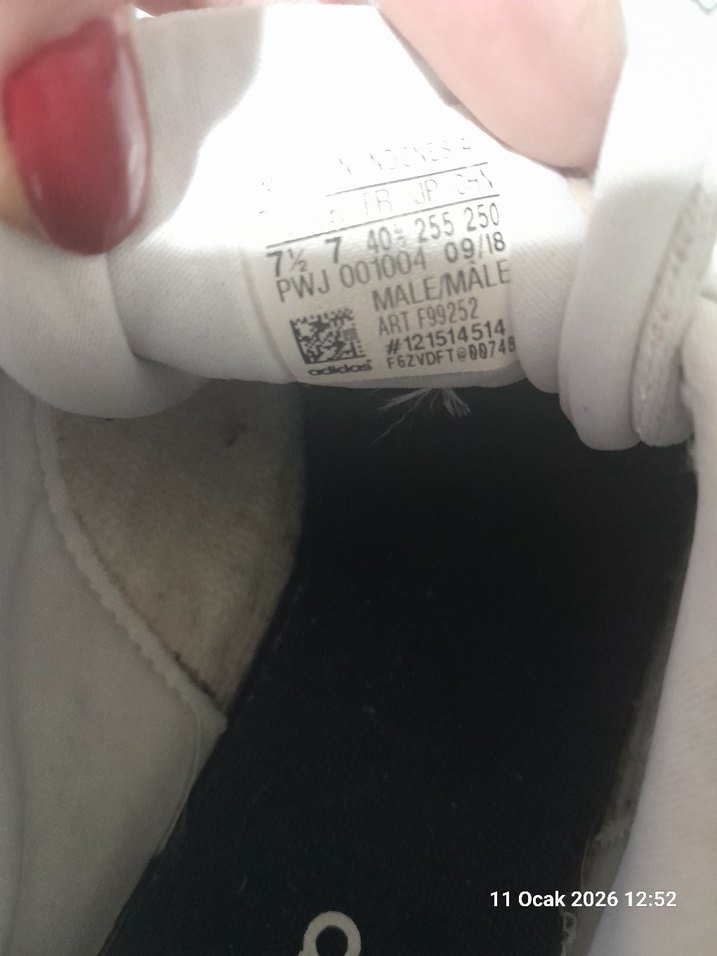 FR JP CHN
7½ 7 40⅔ 255 250
PWJ 001004 09/18
MALE/MÂLE
ART F99252
#121514514
F6ZVDFT@00748
adidas
11 Ocak 2026 12:52